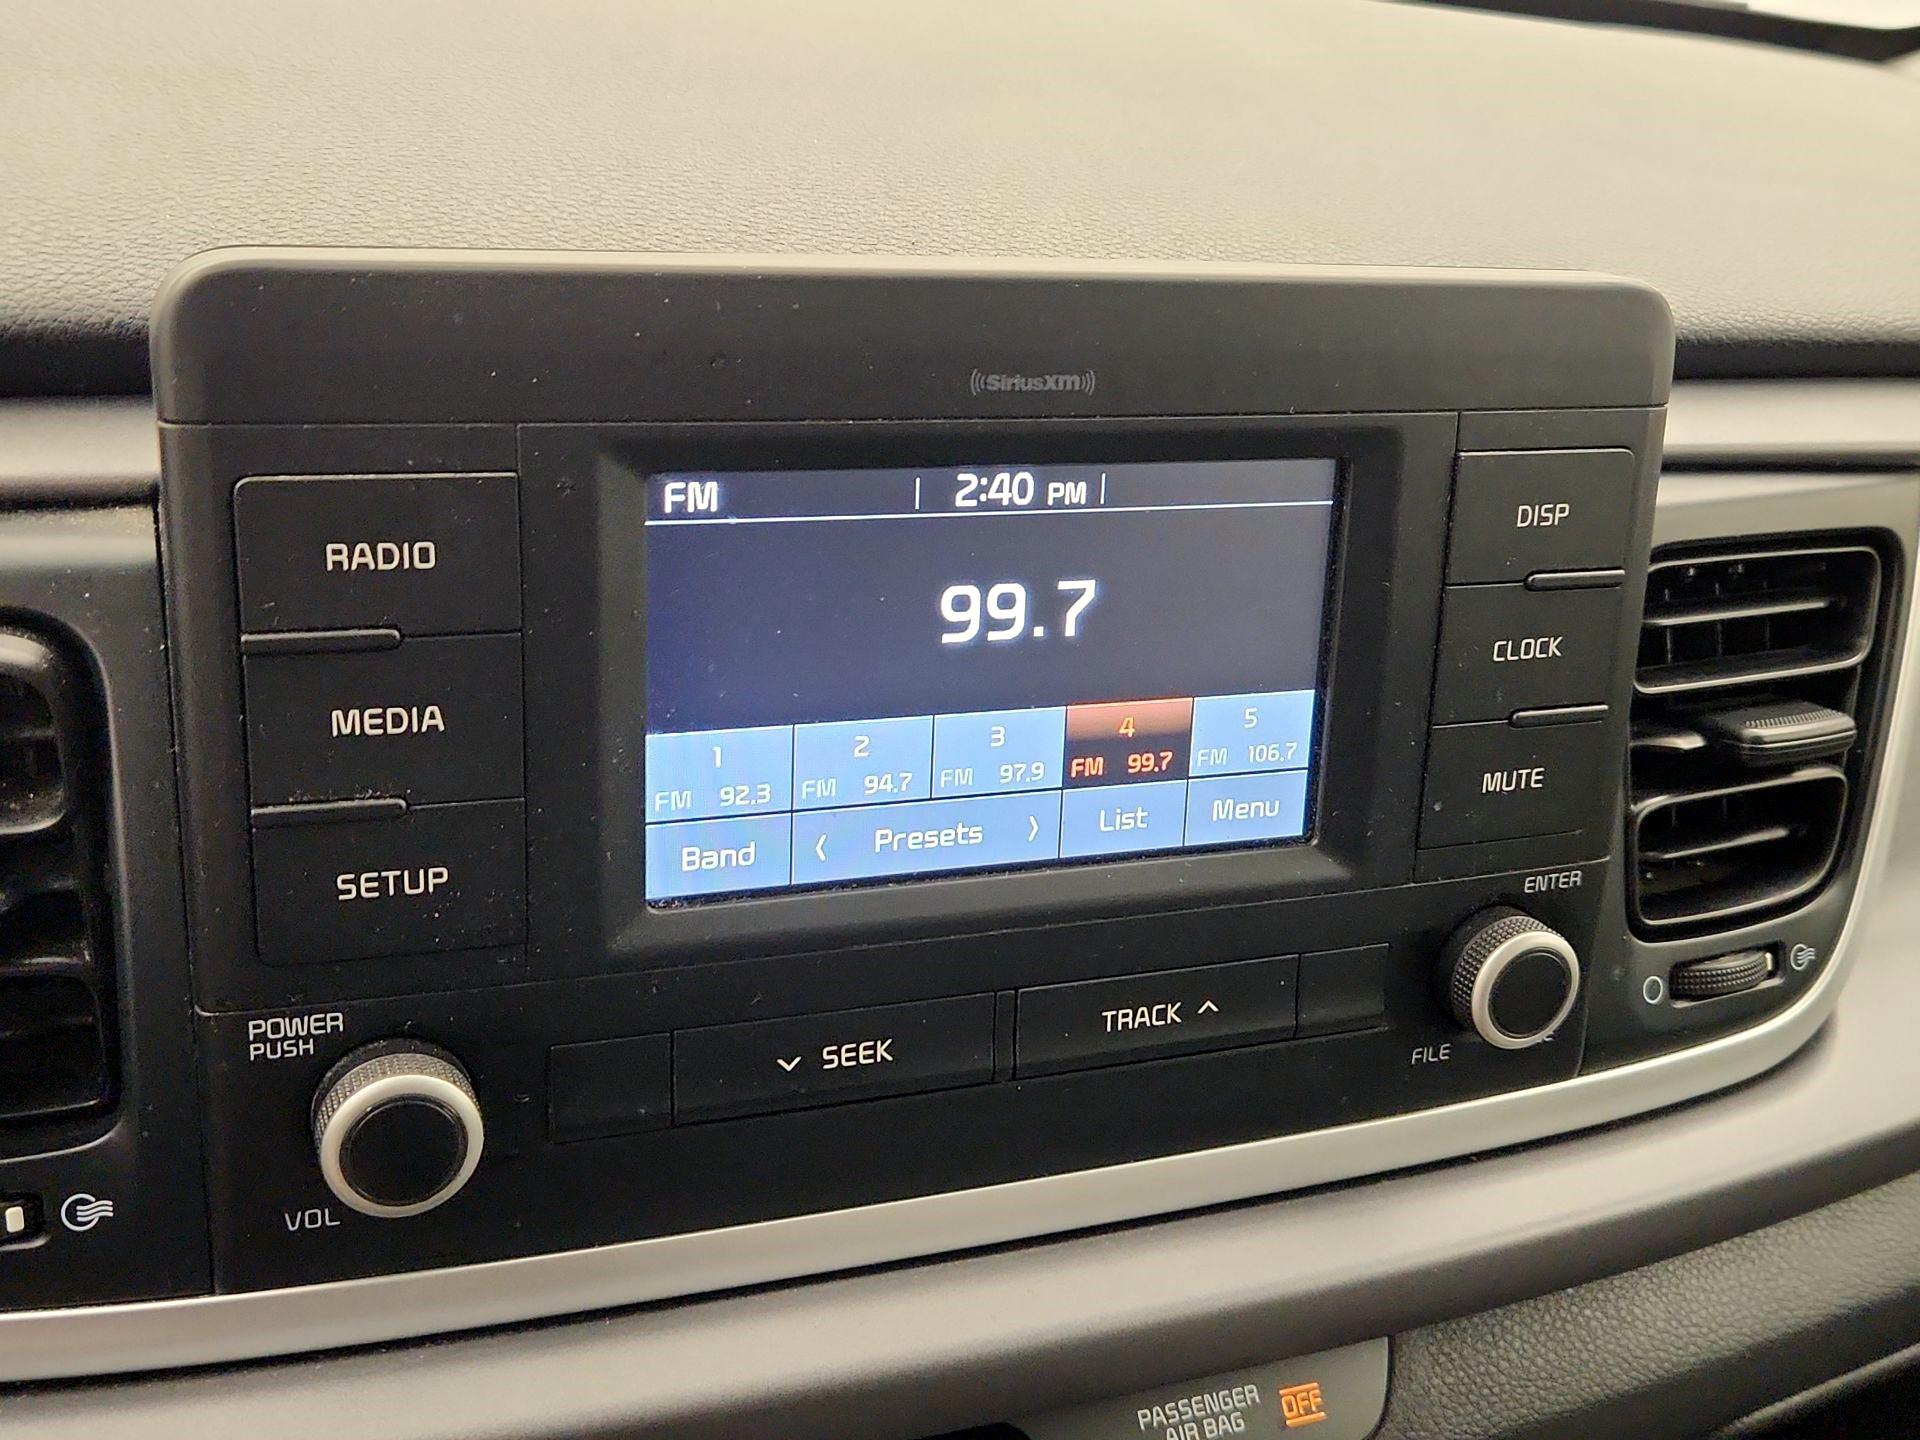 SiriusXM
FM | 2:40 PM |
99.7
1 2 3 4 5
FM 92.3 FM 94.7 FM 97.9 FM 99.7 FM 106.7
Band ‹ Presets › List Menu
RADIO
MEDIA
SETUP
DISP
CLOCK
MUTE
ENTER
FILE
POWER
PUSH
VOL
SEEK
TRACK
PASSENGER
AIR BAG
OFF